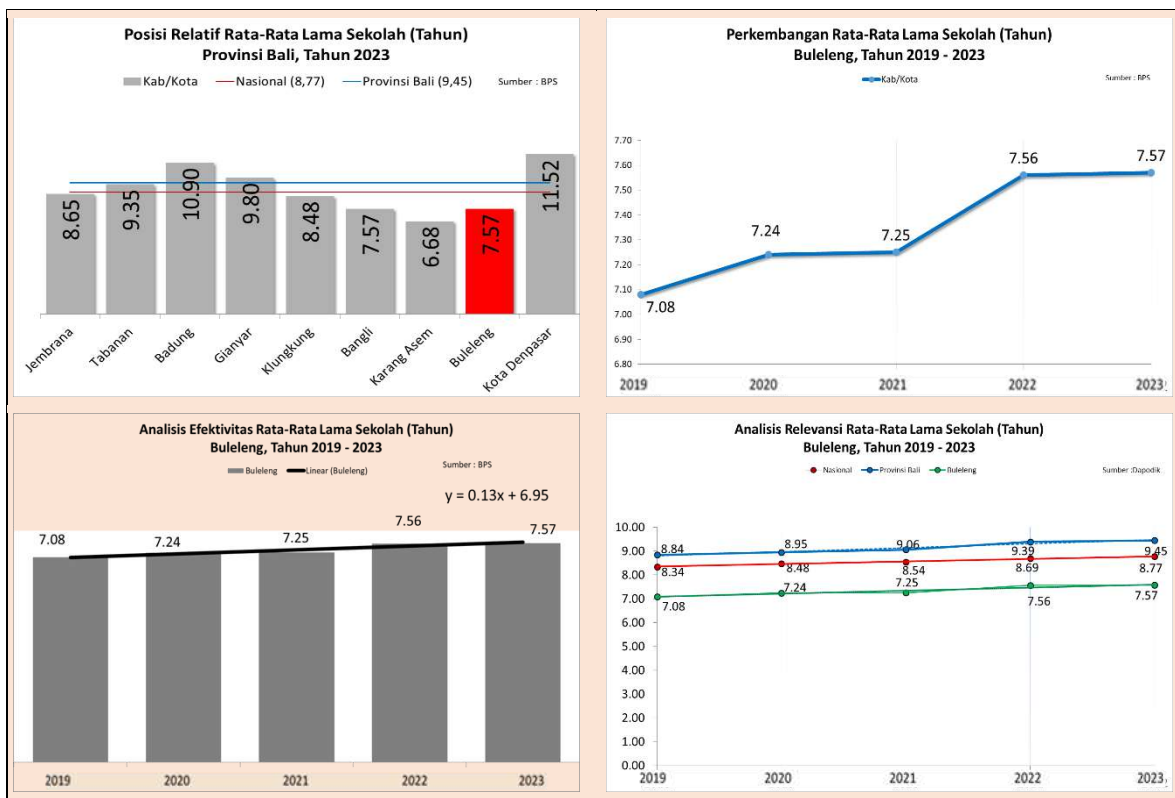 Posisi Relatif Rata-Rata Lama Sekolah (Tahun)
Provinsi Bali, Tahun 2023
Kab/Kota Nasional (8,77) Provinsi Bali (9,45) Sumber : BPS
8.65 9.35 10.90 9.80 8.48 7.57 6.68 7.57 11.52
Jembrana Tabanan Badung Gianyar Klungkung Bangli Karang Asem Buleleng Kota Denpasar
Perkembangan Rata-Rata Lama Sekolah (Tahun)
Buleleng, Tahun 2019 - 2023
Kab/Kota Sumber : BPS
7.70
7.60
7.50
7.40
7.30
7.20
7.10
7.00
6.90
6.80
7.08 7.24 7.25 7.56 7.57
2019 2020 2021 2022 2023
Analisis Efektivitas Rata-Rata Lama Sekolah (Tahun)
Buleleng, Tahun 2019 - 2023
Buleleng Linear (Buleleng) Sumber : BPS
y = 0.13x + 6.95
7.08 7.24 7.25 7.56 7.57
2019 2020 2021 2022 2023
Analisis Relevansi Rata-Rata Lama Sekolah (Tahun)
Buleleng, Tahun 2019 - 2023
Nasional Provinsi Bali Buleleng Sumber :Dapodik
10.00
9.00
8.00
7.00
6.00
5.00
4.00
3.00
2.00
1.00
0.00
8.84 8.95 9.06 9.39 9.45
8.34 8.48 8.54 8.69 8.77
7.08 7.24 7.25 7.56 7.57
2019 2020 2021 2022 2023